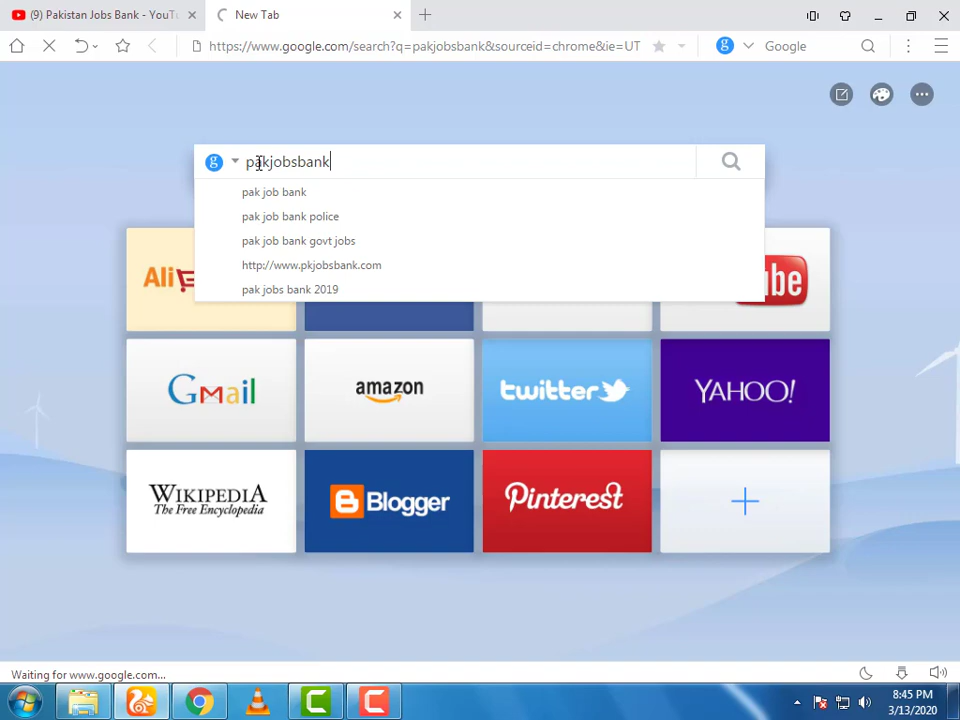 (9) Pakistan Jobs Bank - YouTu
New Tab
https://www.google.com/search?q=pakjobsbank&sourceid=chrome&ie=UT
g
Google
g
pakjobsbank
pak job bank
pak job bank police
pak job bank govt jobs
http://www.pkjobsbank.com
pak jobs bank 2019
Ali
be
Gmail
amazon
twitter
YAHOO!
WIKIPEDIA
The Free Encyclopedia
Blogger
Pinterest
Waiting for www.google.com...
8:45 PM
3/13/2020